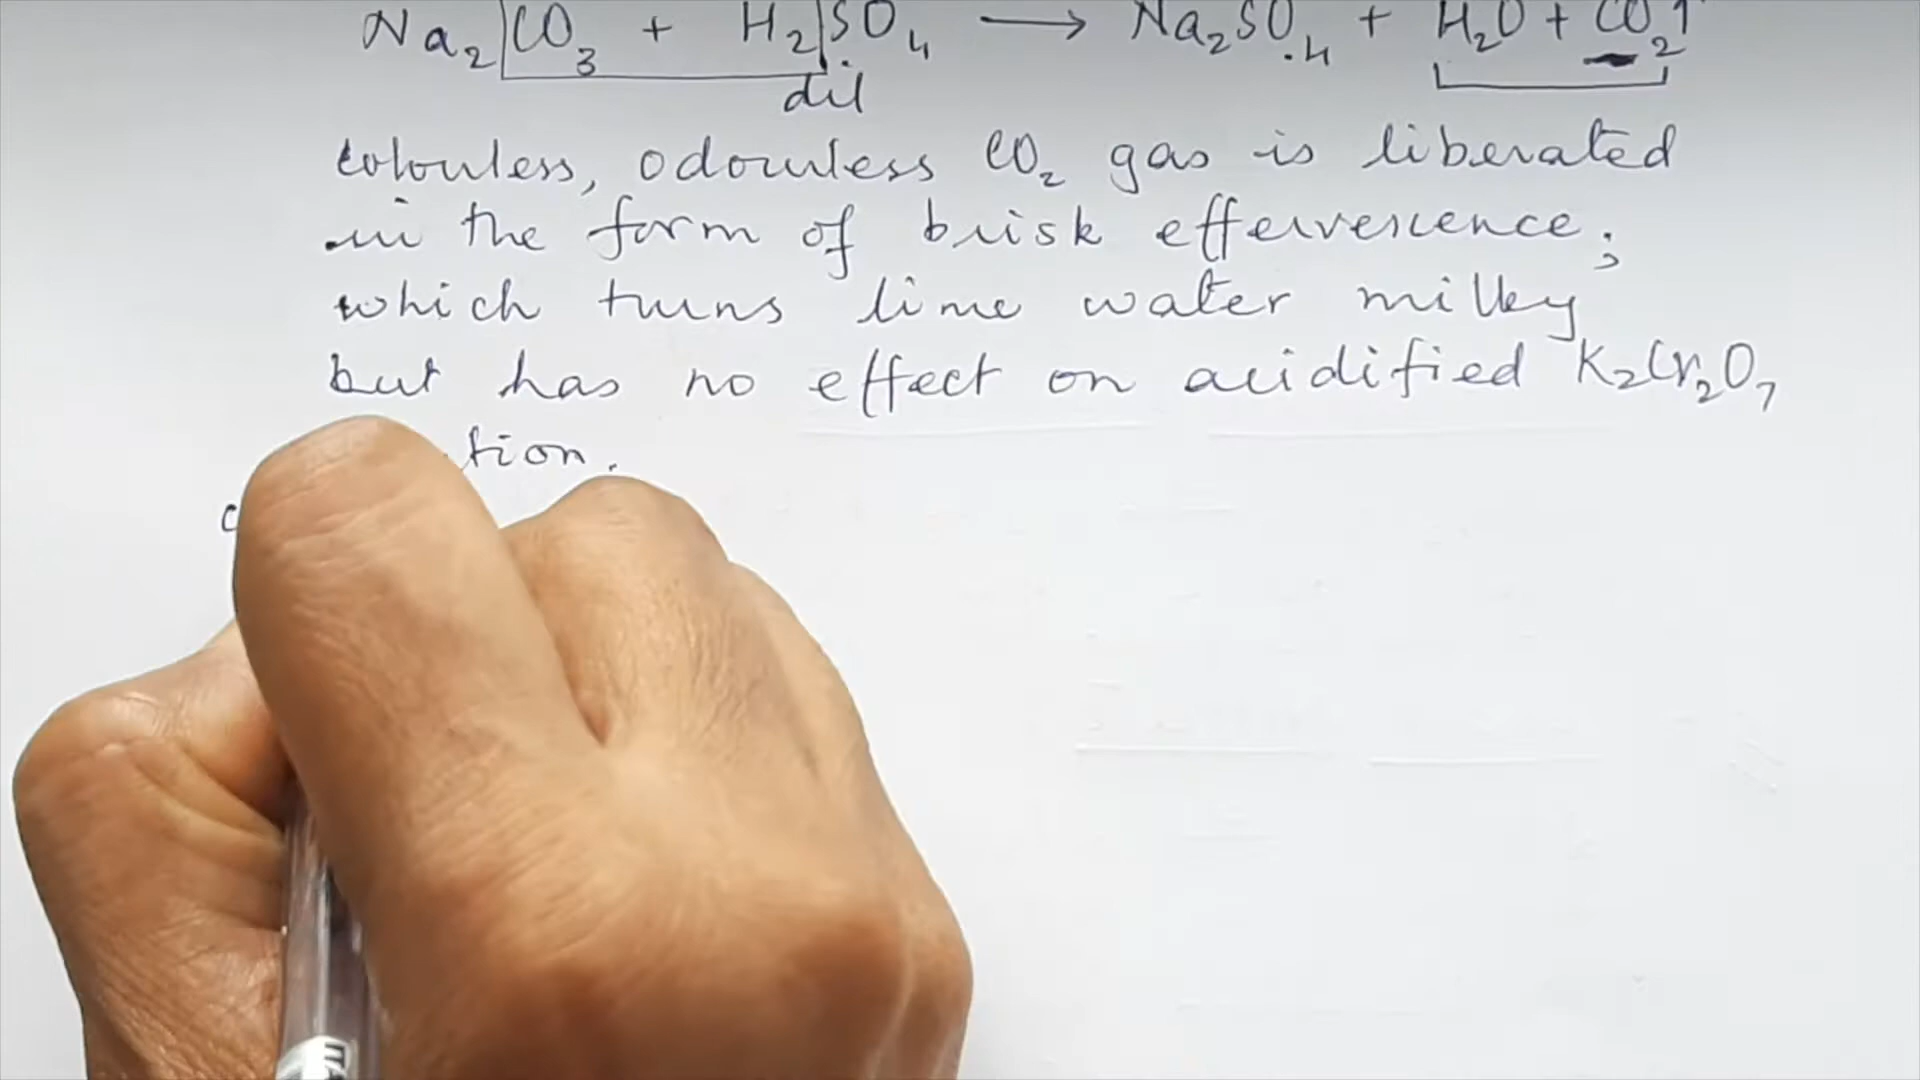 Na₂CO₃ + H₂SO₄ → Na₂SO₄ + H₂O + CO₂↑
dil
colouless, odourless CO₂ gas is liberated
in the form of brisk effervescence;
which turns lime water milky
but has no effect on acidified K₂Cr₂O₇
tion.